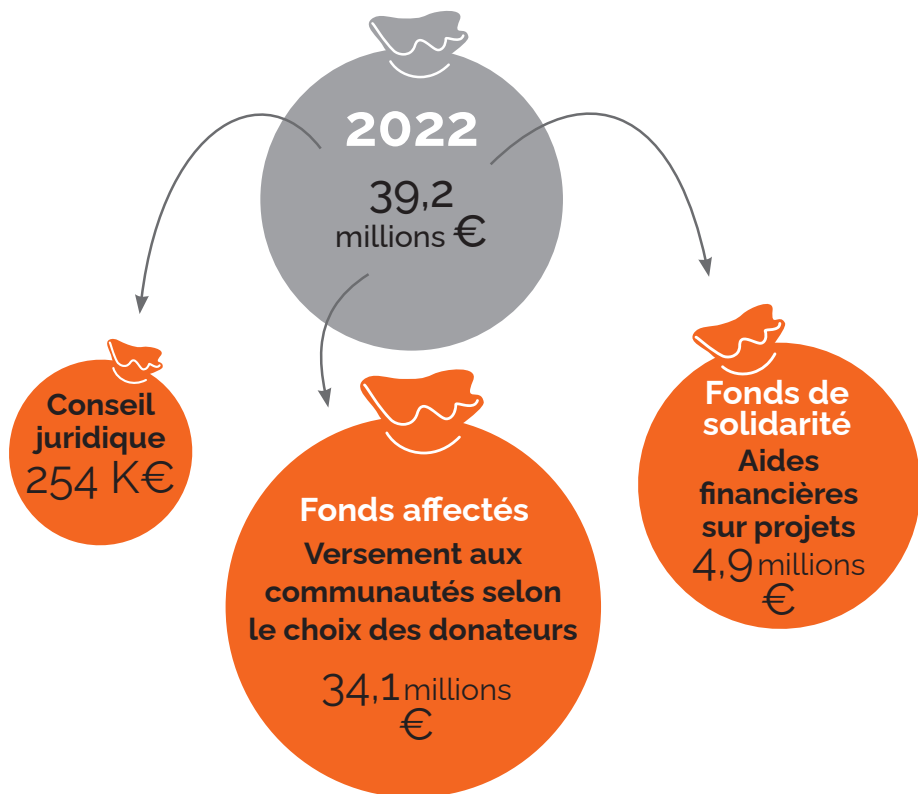 2022
39,2
millions €
Conseil
juridique
254 K€
Fonds affectés
Versement aux
communautés selon
le choix des donateurs
34,1 millions
€
Fonds de
solidarité
Aides
financières
sur projets
4,9 millions
€